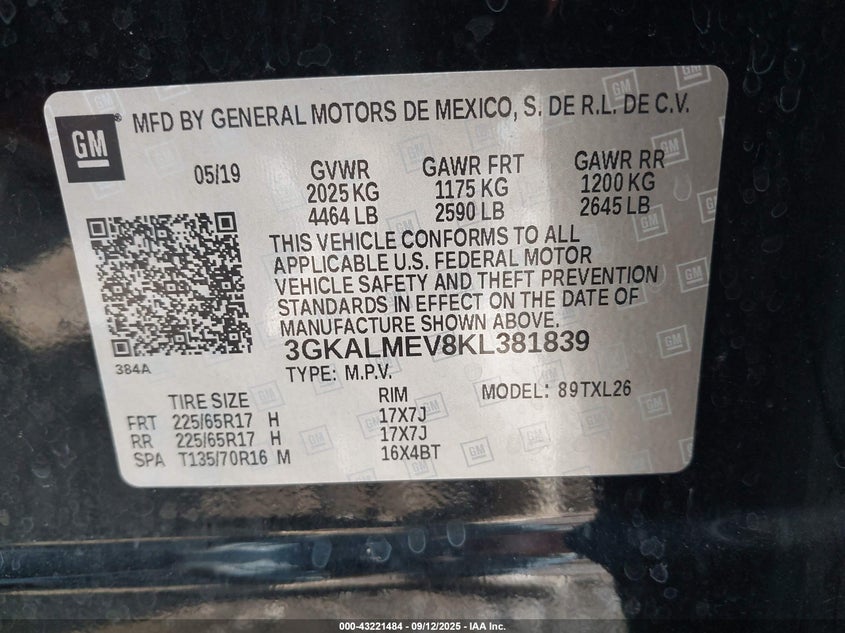 GM
MFD BY GENERAL MOTORS DE MEXICO, S. DE R.L. DE C.V.
05/19 GVWR GAWR FRT GAWR RR
2025 KG 1175 KG 1200 KG
4464 LB 2590 LB 2645 LB
THIS VEHICLE CONFORMS TO ALL
APPLICABLE U.S. FEDERAL MOTOR
VEHICLE SAFETY AND THEFT PREVENTION
STANDARDS IN EFFECT ON THE DATE OF
MANUFACTURE SHOWN ABOVE.
3GKALMEV8KL381839
384A
TYPE: M.P.V. MODEL: 89TXL26
TIRE SIZE RIM
FRT 225/65R17 H 17X7J
RR 225/65R17 H 17X7J
SPA T135/70R16 M 16X4BT
000-43221484 - 09/12/2025 - IAA Inc.